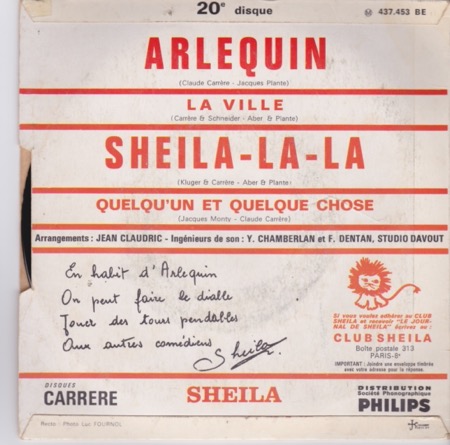 20e disque
437.453 BE
ARLEQUIN
(Claude Carrère - Jacques Plante)
LA VILLE
(Carrère & Schneider - Aber & Plante)
SHEILA-LA-LA
(Kluger & Carrère - Aber & Plante)
QUELQU'UN ET QUELQUE CHOSE
(Jacques Monty - Claude Carrère)
Arrangements : JEAN CLAUDRIC - Ingénieurs de son : Y. CHAMBERLAN et F. DENTAN, STUDIO DAVOUT
En habit d'Arlequin
On peut faire le diable
Jouer des tours pendables
Aux autres comédiens
Sheila
Si vous voulez adhérer au CLUB
SHEILA et recevoir "LE JOUR-
NAL DE SHEILA" écrivez au :
CLUB SHEILA
Boîte postale 313
PARIS-8e
IMPORTANT : Joindre une enveloppe timbrée
avec votre adresse pour la réponse.
DISQUES
CARRERE
SHEILA
DISTRIBUTION
Société Phonographique
PHILIPS
Recto : Photo Luc FOURNOL